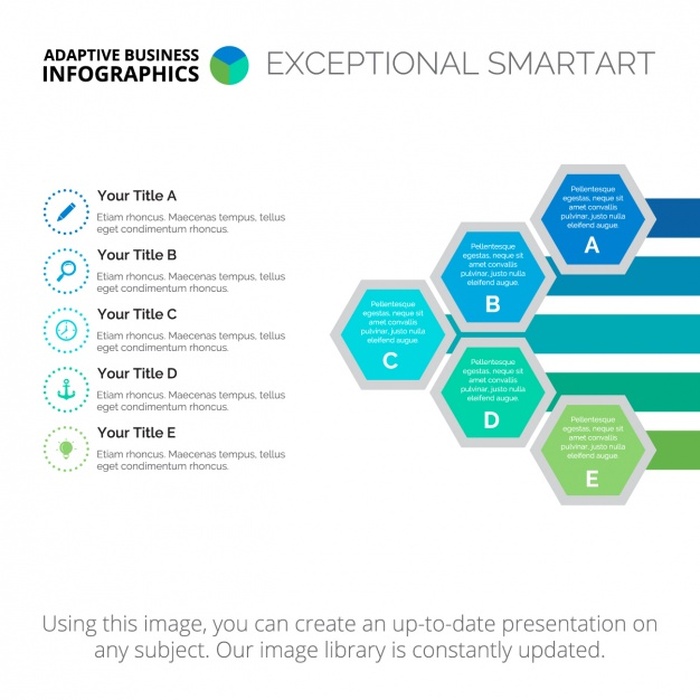 ADAPTIVE BUSINESS
INFOGRAPHICS
EXCEPTIONAL SMARTART
Your Title A
Etiam rhoncus. Maecenas tempus, tellus
eget condimentum rhoncus.
Your Title B
Etiam rhoncus. Maecenas tempus, tellus
eget condimentum rhoncus.
Your Title C
Etiam rhoncus. Maecenas tempus, tellus
eget condimentum rhoncus.
Your Title D
Etiam rhoncus. Maecenas tempus, tellus
eget condimentum rhoncus.
Your Title E
Etiam rhoncus. Maecenas tempus, tellus
eget condimentum rhoncus.
Pellentesque
egestas, neque sit
amet convallis
pulvinar, justo nulla
eleifend augue.
A
Pellentesque
egestas, neque sit
amet convallis
pulvinar, justo nulla
eleifend augue.
B
Pellentesque
egestas, neque sit
amet convallis
pulvinar, justo nulla
eleifend augue.
C
Pellentesque
egestas, neque sit
amet convallis
pulvinar, justo nulla
eleifend augue.
D
Pellentesque
egestas, neque sit
amet convallis
pulvinar, justo nulla
eleifend augue.
E
Using this image, you can create an up-to-date presentation on
any subject. Our image library is constantly updated.